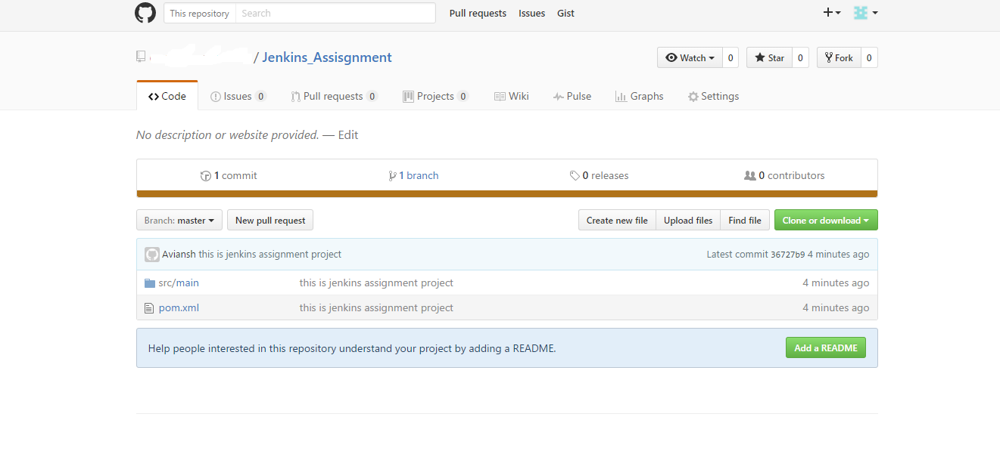 This repository Search Pull requests Issues Gist
/ Jenkins_Assisgnment Watch 0 Star 0 Fork 0
Code Issues 0 Pull requests 0 Projects 0 Wiki Pulse Graphs Settings
No description or website provided. — Edit
1 commit 1 branch 0 releases 0 contributors
Branch: master New pull request Create new file Upload files Find file Clone or download
Aviansh this is jenkins assignment project Latest commit 36727b9 4 minutes ago
src/main this is jenkins assignment project 4 minutes ago
pom.xml this is jenkins assignment project 4 minutes ago
Help people interested in this repository understand your project by adding a README. Add a README